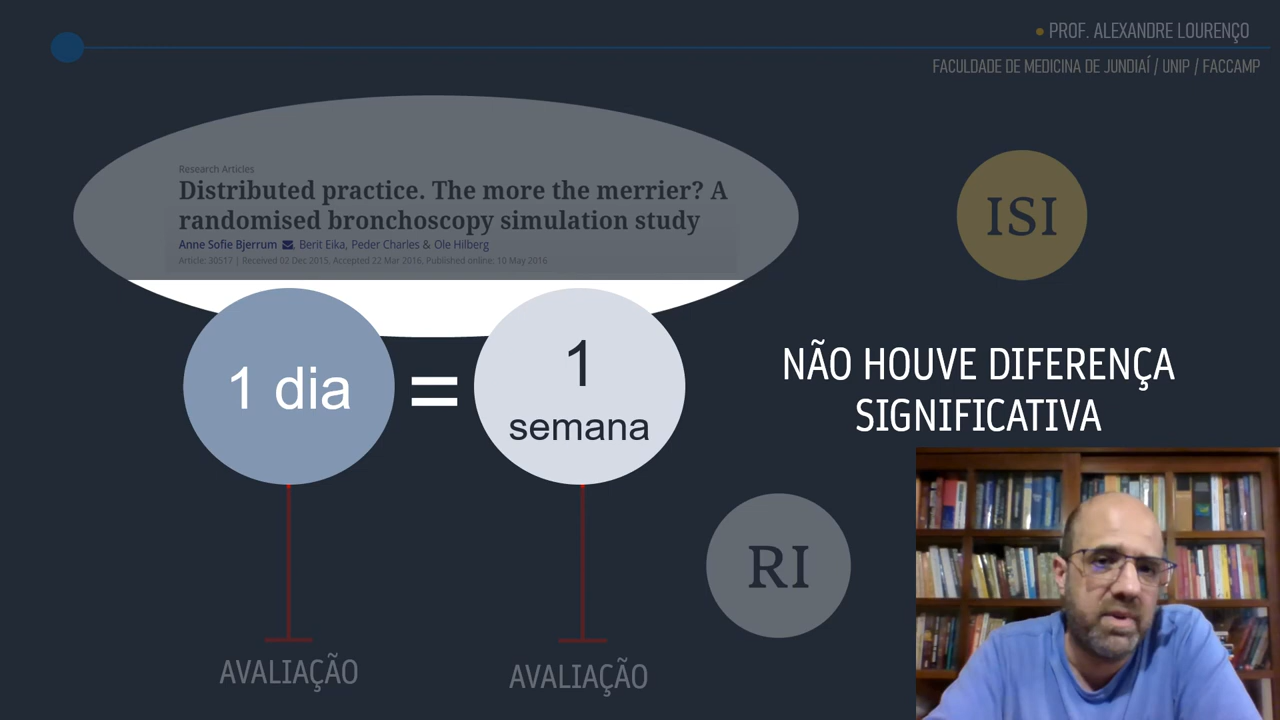 PROF. ALEXANDRE LOURENÇO
FACULDADE DE MEDICINA DE JUNDIAÍ / UNIP / FACCAMP
Research Articles
Distributed practice. The more the merrier? A
randomised bronchoscopy simulation study
Anne Sofie Bjerrum , Berit Eika, Peder Charles & Ole Hilberg
Article: 30517 | Received 02 Dec 2015, Accepted 22 Mar 2016, Published online: 10 May 2016
ISI
1 dia
=
1
semana
NÃO HOUVE DIFERENÇA
SIGNIFICATIVA
RI
AVALIAÇÃO
AVALIAÇÃO